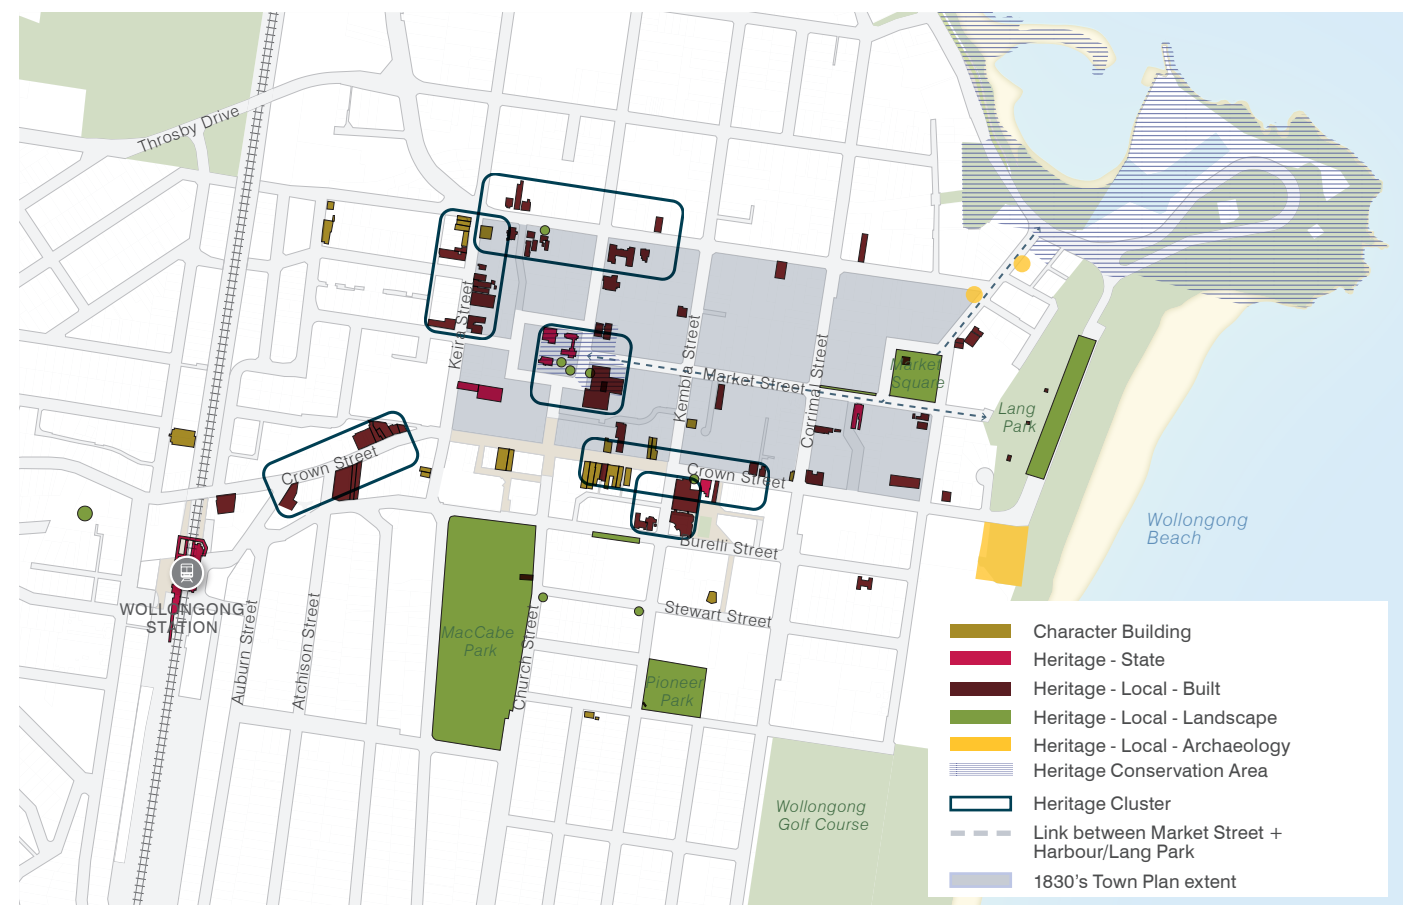 Throsby Drive
Keira Street
Kembla Street
Market Street
Corrimal Street
Market
Square
Lang
Park
Crown Street
Crown Street
Wollongong
Beach
Burelli Street
WOLLONGONG
STATION
Auburn Street
Atchison Street
MacCabe
Park
Church Street
Stewart Street
Pioneer
Park
Wollongong
Golf Course
Character Building
Heritage - State
Heritage - Local - Built
Heritage - Local - Landscape
Heritage - Local - Archaeology
Heritage Conservation Area
Heritage Cluster
Link between Market Street +
Harbour/Lang Park
1830's Town Plan extent